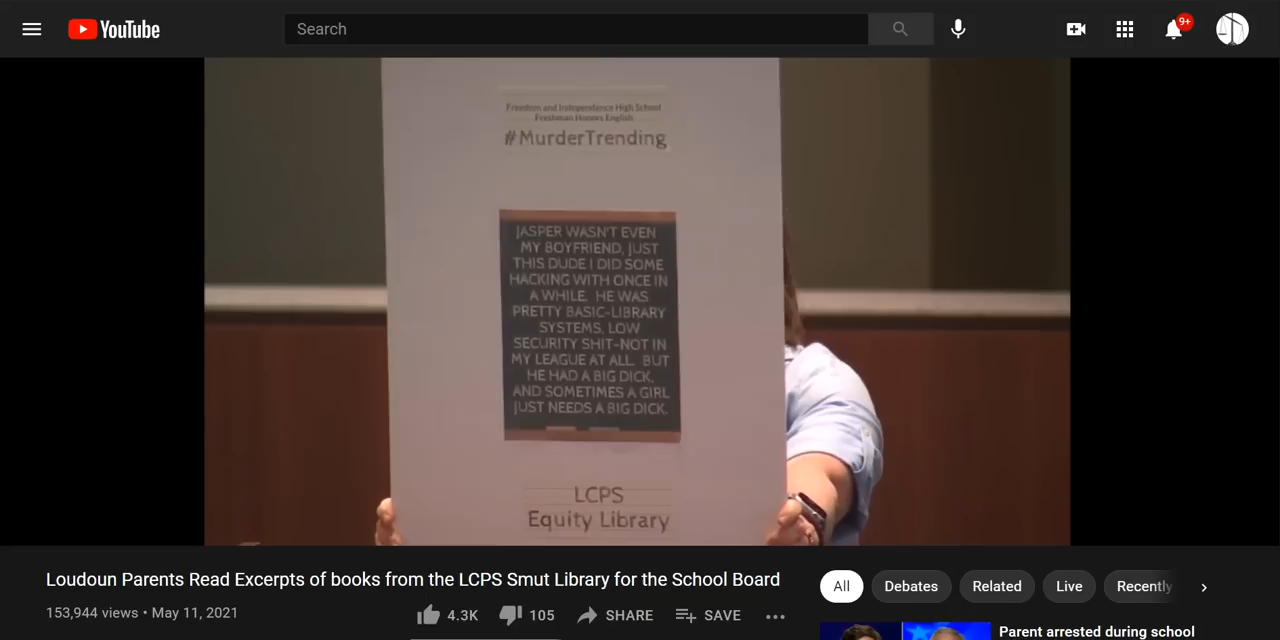 YouTube
Search
9+
Freedom and Independence High School
Freshman Honors English
#MurderTrending
JASPER WASN'T EVEN
MY BOYFRIEND, JUST
THIS DUDE I DID SOME
HACKING WITH ONCE IN
A WHILE. HE WAS
PRETTY BASIC-LIBRARY
SYSTEMS, LOW
SECURITY SHIT-NOT IN
MY LEAGUE AT ALL. BUT
HE HAD A BIG DICK,
AND SOMETIMES A GIRL
JUST NEEDS A BIG DICK.
LCPS
Equity Library
Loudoun Parents Read Excerpts of books from the LCPS Smut Library for the School Board
153,944 views • May 11, 2021
4.3K 105 SHARE SAVE
All Debates Related Live Recently
Parent arrested during school